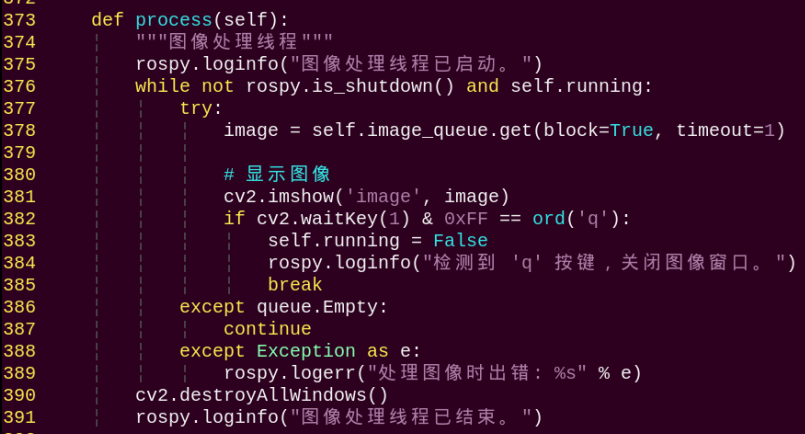 373     def process(self):
374         """图像处理线程"""
375         rospy.loginfo("图像处理线程已启动。")
376         while not rospy.is_shutdown() and self.running:
377             try:
378                 image = self.image_queue.get(block=True, timeout=1)
379
380                 # 显示图像
381                 cv2.imshow('image', image)
382                 if cv2.waitKey(1) & 0xFF == ord('q'):
383                     self.running = False
384                     rospy.loginfo("检测到 'q' 按键，关闭图像窗口。")
385                     break
386             except queue.Empty:
387                 continue
388             except Exception as e:
389                 rospy.logerr("处理图像时出错: %s" % e)
390         cv2.destroyAllWindows()
391         rospy.loginfo("图像处理线程已结束。")